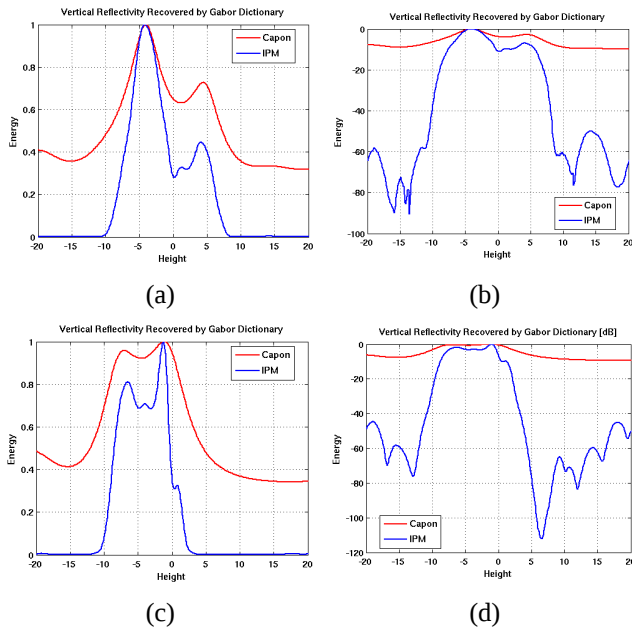 Vertical Reflectivity Recovered by Gabor Dictionary
1
0.8
0.6
0.4
0.2
0
Energy
-20 -15 -10 -5 0 5 10 15 20
Height
Capon
IPM
(a)
Vertical Reflectivity Recovered by Gabor Dictionary
0
-20
-40
-60
-80
-100
Energy
-20 -15 -10 -5 0 5 10 15 20
Height
Capon
IPM
(b)
Vertical Reflectivity Recovered by Gabor Dictionary
1
0.8
0.6
0.4
0.2
0
Energy
-20 -15 -10 -5 0 5 10 15 20
Height
Capon
IPM
(c)
Vertical Reflectivity Recovered by Gabor Dictionary [dB]
0
-20
-40
-60
-80
-100
-120
Energy
-20 -15 -10 -5 0 5 10 15 20
Height
Capon
IPM
(d)